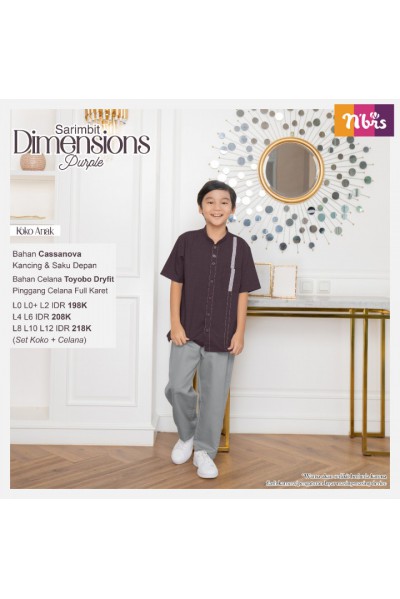 Nbrs
Sarimbit
Dimensions
Purple
Koko Anak
Bahan Cassanova
Kancing & Saku Depan
Bahan Celana Toyobo Dryfit
Pinggang Celana Full Karet
L0 L0+ L2 IDR 198K
L4 L6 IDR 208K
L8 L10 L12 IDR 218K
(Set Koko + Celana)